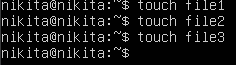 nikita@nikita:~$ touch file1
nikita@nikita:~$ touch file2
nikita@nikita:~$ touch file3
nikita@nikita:~$